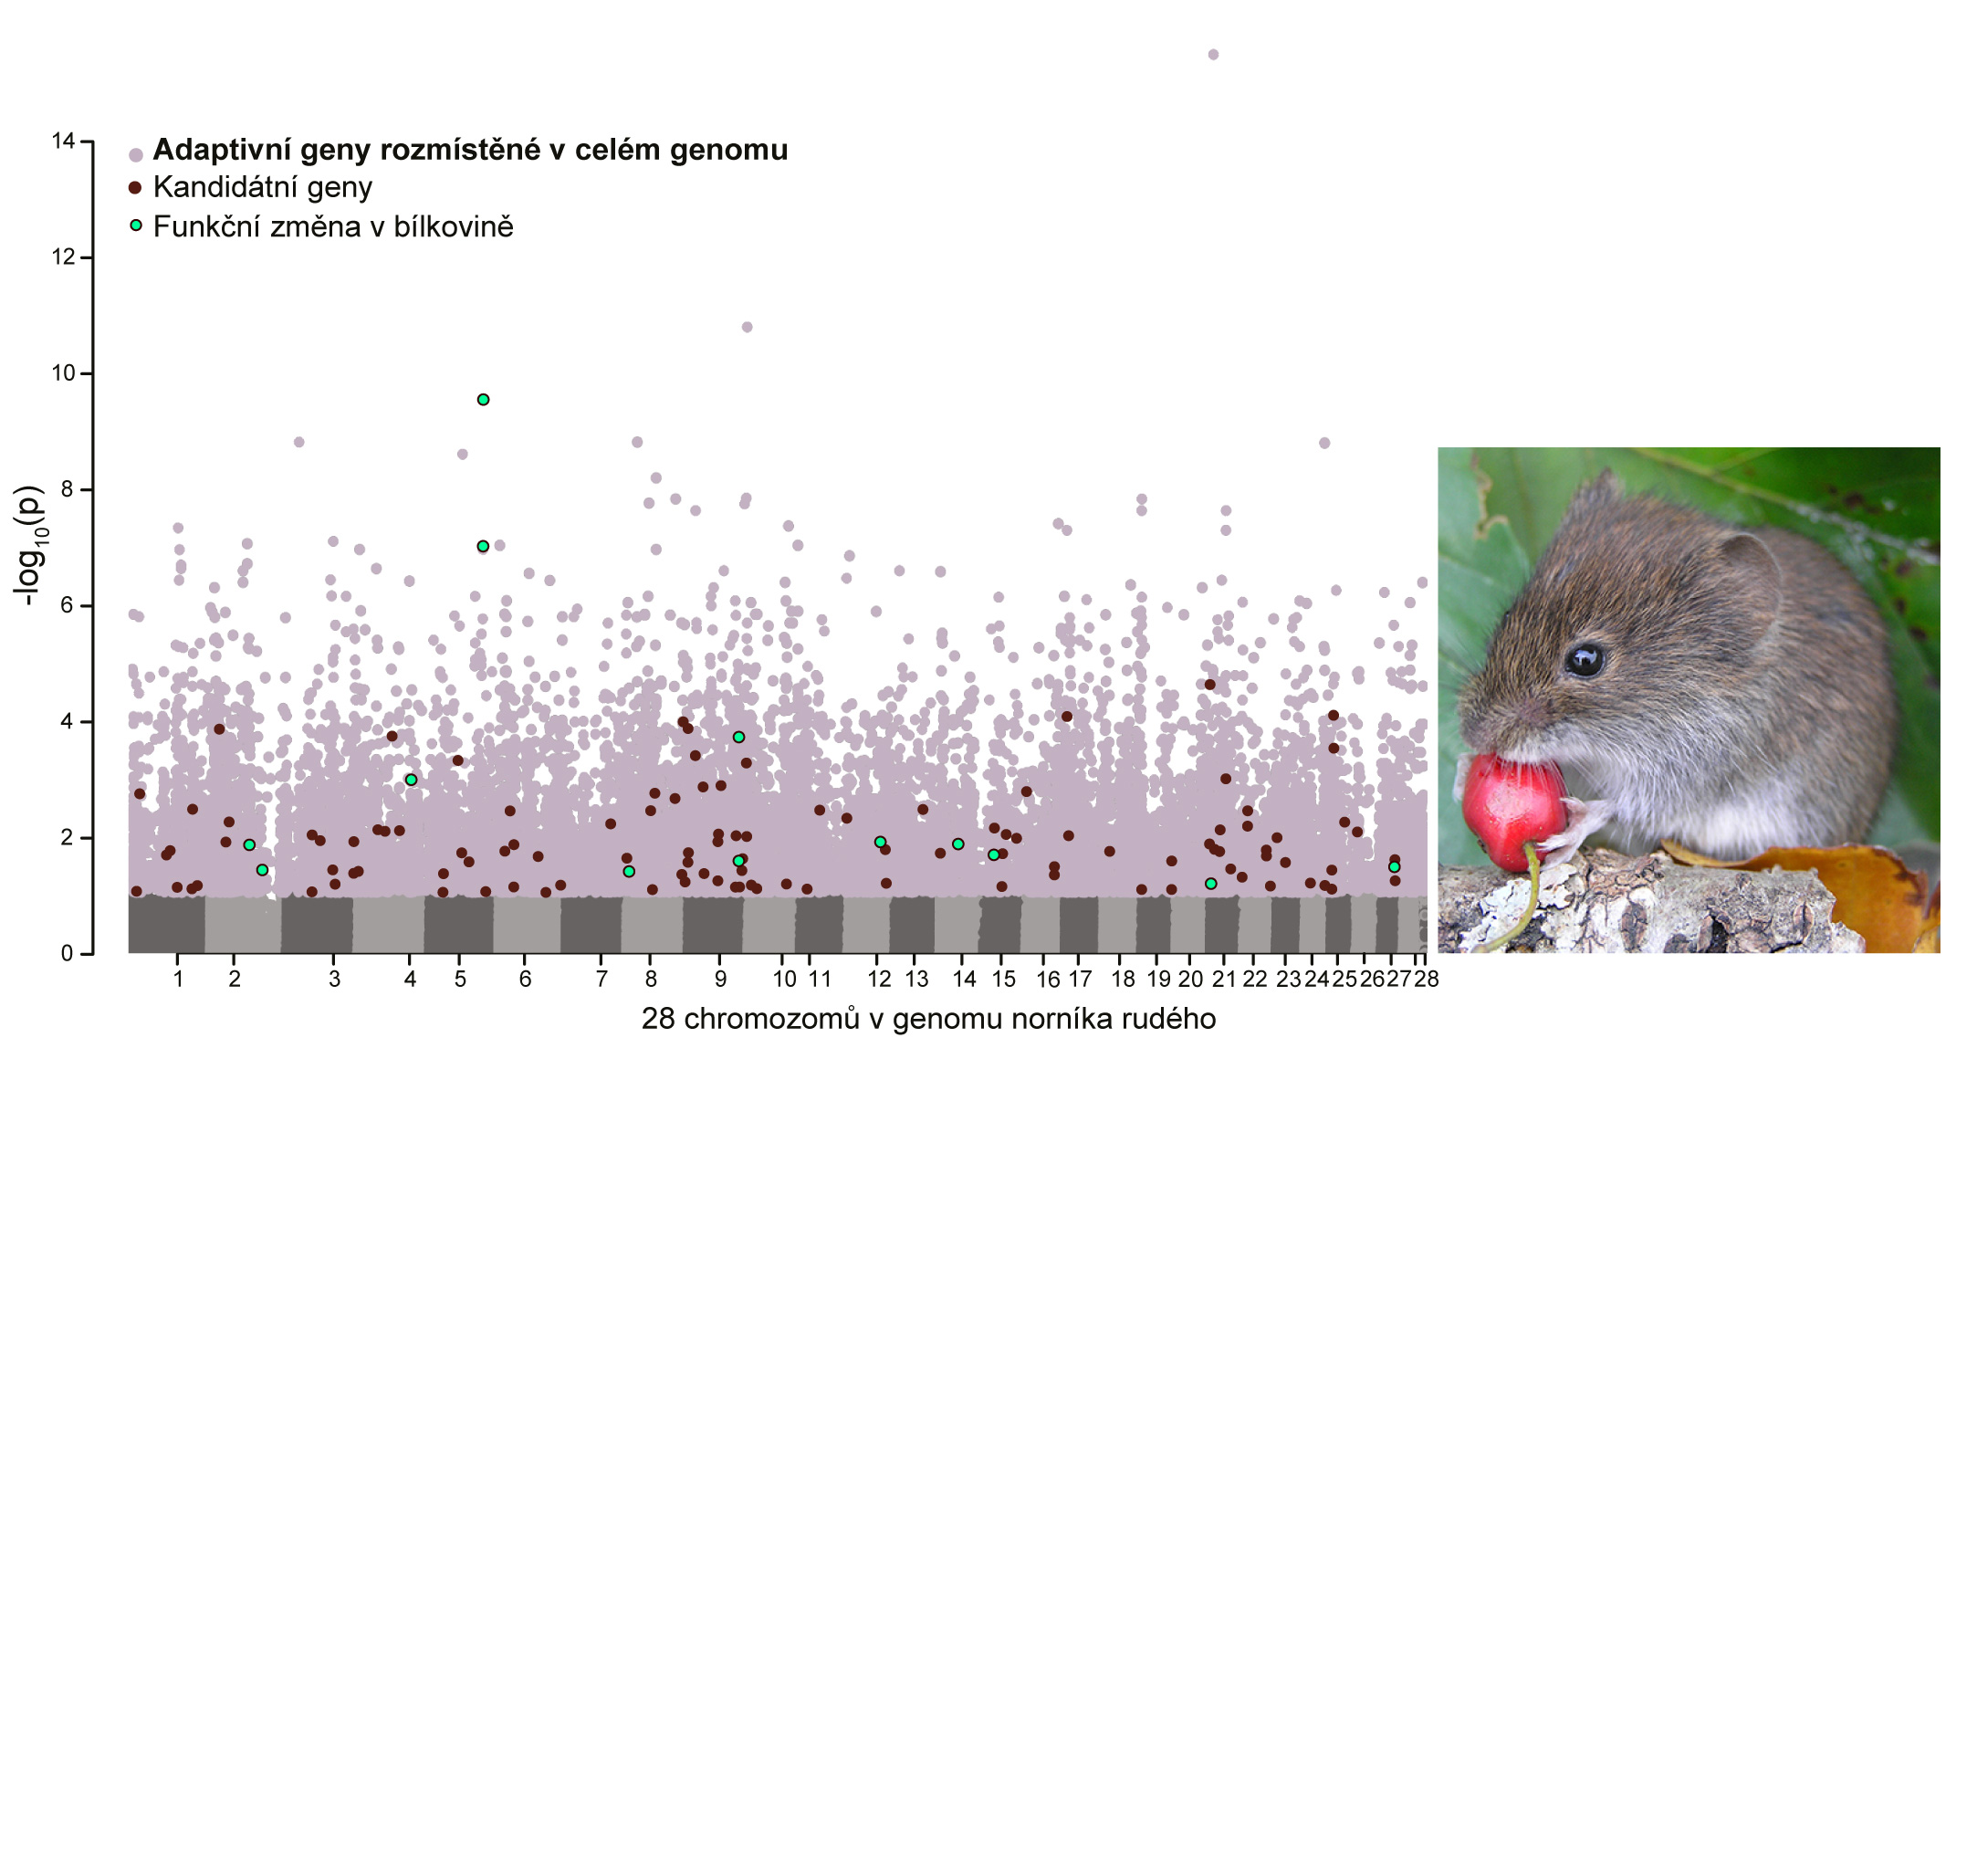 14
Adaptivní geny rozmístěné v celém genomu
Kandidátní geny
Funkční změna v bílkovině
12
10
8
-log10(p)
6
4
2
0
1 2 3 4 5 6 7 8 9 10 11 12 13 14 15 16 17 18 19 20 21 22 23 24 25 26 27 28
28 chromozomů v genomu norníka rudého